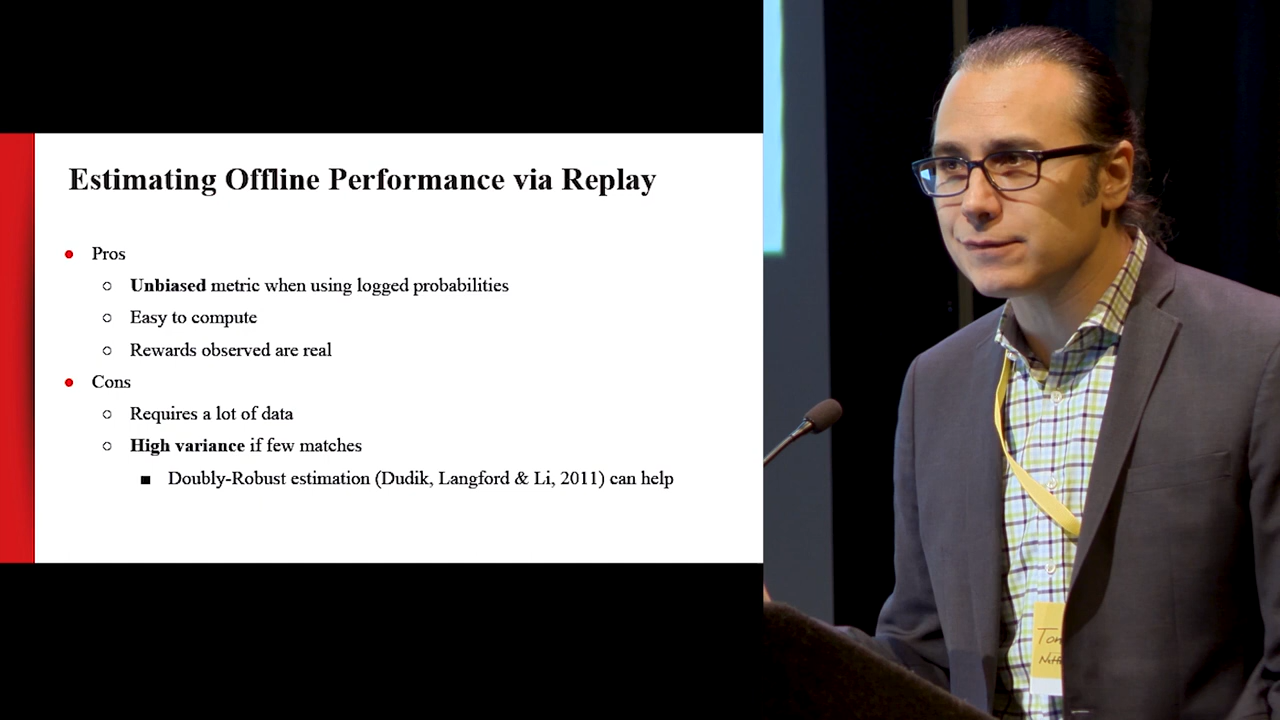 Estimating Offline Performance via Replay
Pros
Unbiased metric when using logged probabilities
Easy to compute
Rewards observed are real
Cons
Requires a lot of data
High variance if few matches
Doubly-Robust estimation (Dudik, Langford & Li, 2011) can help